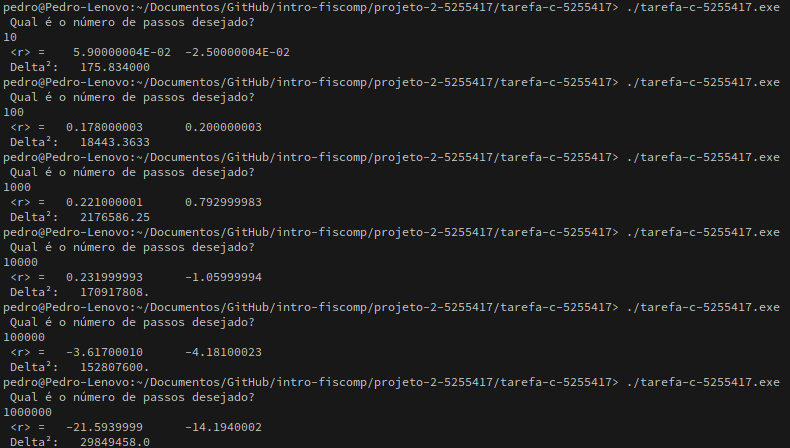 pedro@Pedro-Lenovo:~/Documentos/GitHub/intro-fiscomp/projeto-2-5255417/tarefa-c-5255417> ./tarefa-c-5255417.exe
Qual é o número de passos desejado?
10
<r> = 5.90000004E-02 -2.50000004E-02
Delta²: 175.834000
pedro@Pedro-Lenovo:~/Documentos/GitHub/intro-fiscomp/projeto-2-5255417/tarefa-c-5255417> ./tarefa-c-5255417.exe
Qual é o número de passos desejado?
100
<r> = 0.178000003 0.200000003
Delta²: 18443.3633
pedro@Pedro-Lenovo:~/Documentos/GitHub/intro-fiscomp/projeto-2-5255417/tarefa-c-5255417> ./tarefa-c-5255417.exe
Qual é o número de passos desejado?
1000
<r> = 0.221000001 0.792999983
Delta²: 2176586.25
pedro@Pedro-Lenovo:~/Documentos/GitHub/intro-fiscomp/projeto-2-5255417/tarefa-c-5255417> ./tarefa-c-5255417.exe
Qual é o número de passos desejado?
10000
<r> = 0.231999993 -1.05999994
Delta²: 170917808.
pedro@Pedro-Lenovo:~/Documentos/GitHub/intro-fiscomp/projeto-2-5255417/tarefa-c-5255417> ./tarefa-c-5255417.exe
Qual é o número de passos desejado?
100000
<r> = -3.61700010 -4.18100023
Delta²: 152807600.
pedro@Pedro-Lenovo:~/Documentos/GitHub/intro-fiscomp/projeto-2-5255417/tarefa-c-5255417> ./tarefa-c-5255417.exe
Qual é o número de passos desejado?
1000000
<r> = -21.5939999 -14.1940002
Delta²: 29849458.0